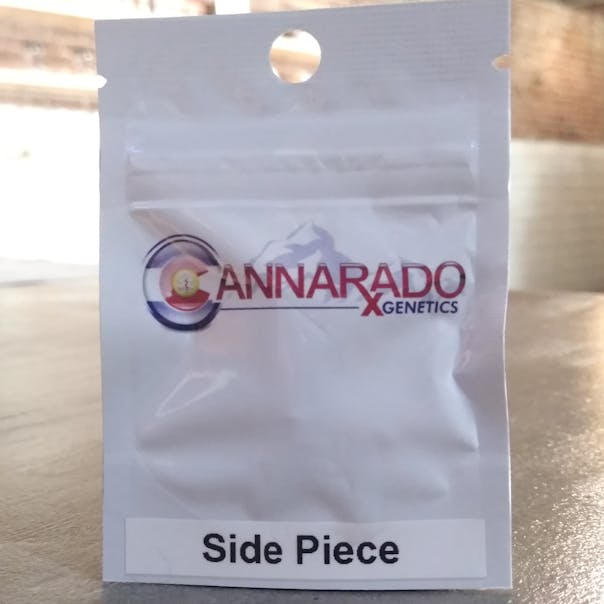 CANNARADO
X GENETICS
Side Piece